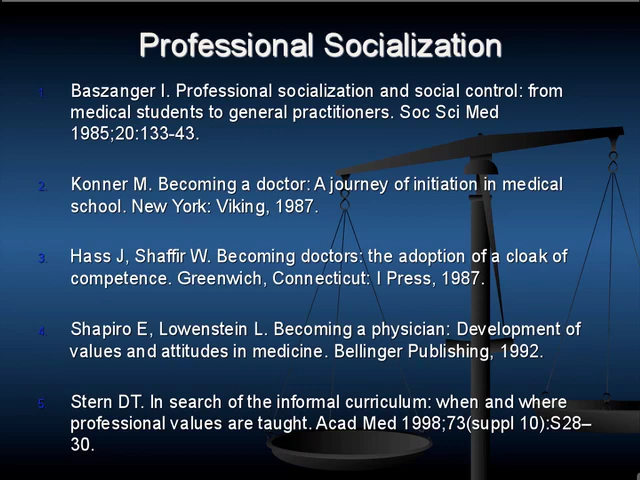 Professional Socialization
1. Baszanger I. Professional socialization and social control: from
medical students to general practitioners. Soc Sci Med
1985;20:133-43.
2. Konner M. Becoming a doctor: A journey of initiation in medical
school. New York: Viking, 1987.
3. Hass J, Shaffir W. Becoming doctors: the adoption of a cloak of
competence. Greenwich, Connecticut: I Press, 1987.
4. Shapiro E, Lowenstein L. Becoming a physician: Development of
values and attitudes in medicine. Bellinger Publishing, 1992.
5. Stern DT. In search of the informal curriculum: when and where
professional values are taught. Acad Med 1998;73(suppl 10):S28–
30.